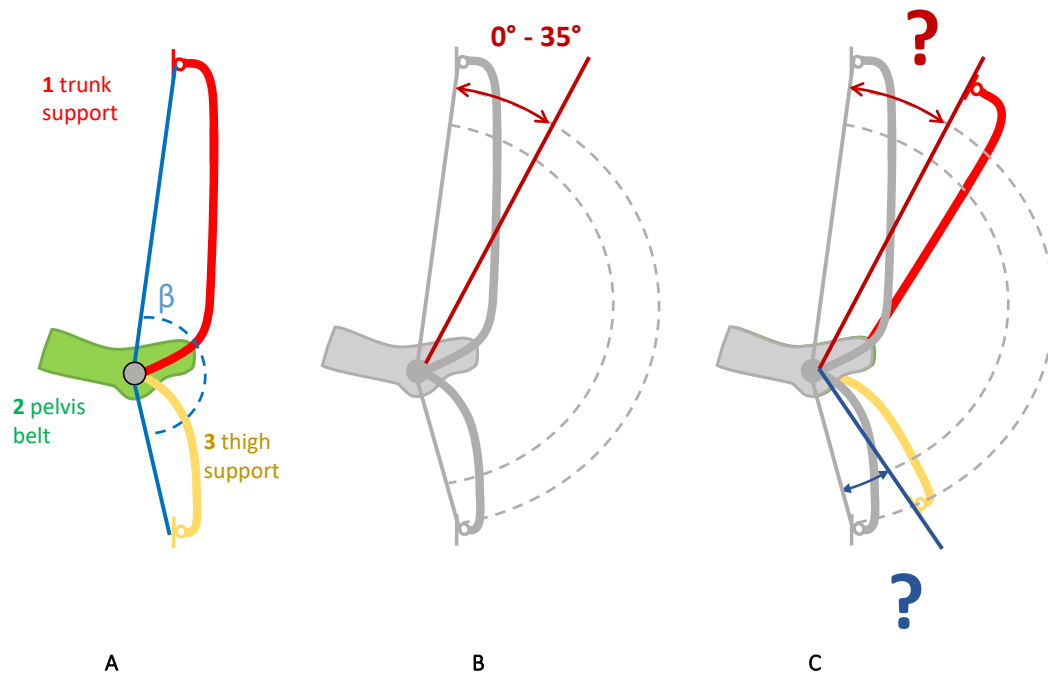 0° - 35°
?
1 trunk
support
β
2 pelvis
belt
3 thigh
support
?
A
B
C